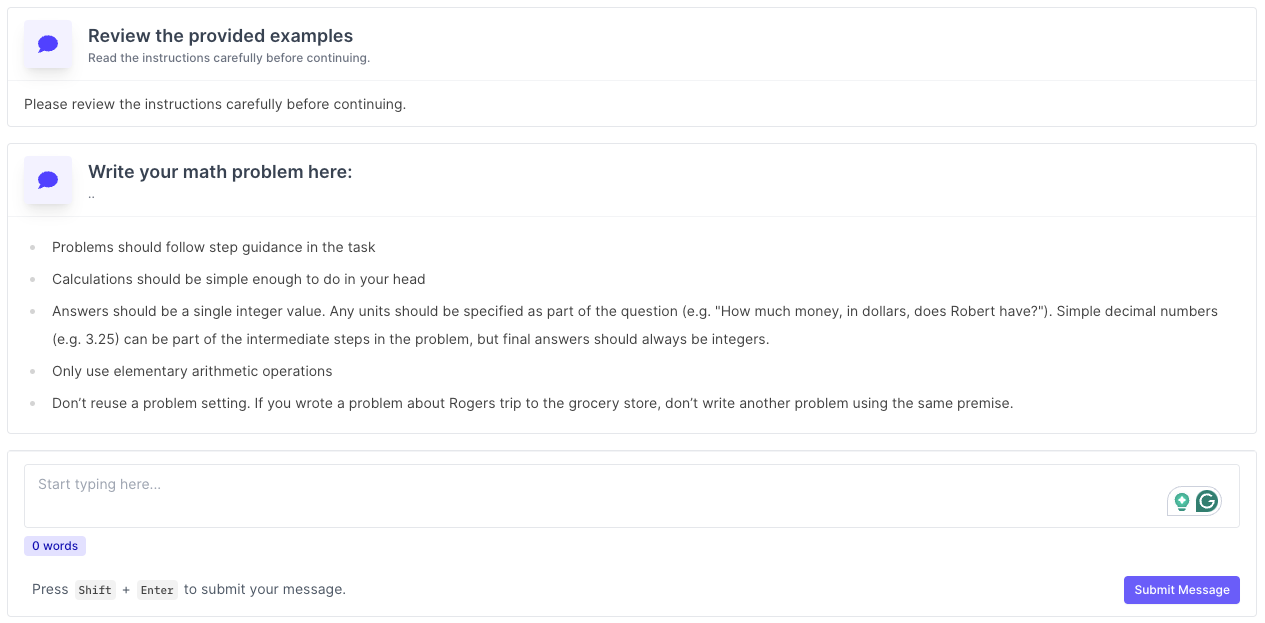 Review the provided examples
Read the instructions carefully before continuing.
Please review the instructions carefully before continuing.
Write your math problem here:
..
Problems should follow step guidance in the task
Calculations should be simple enough to do in your head
Answers should be a single integer value. Any units should be specified as part of the question (e.g. "How much money, in dollars, does Robert have?"). Simple decimal numbers
(e.g. 3.25) can be part of the intermediate steps in the problem, but final answers should always be integers.
Only use elementary arithmetic operations
Don’t reuse a problem setting. If you wrote a problem about Rogers trip to the grocery store, don’t write another problem using the same premise.
Start typing here...
0 words
Press Shift + Enter to submit your message.
Submit Message